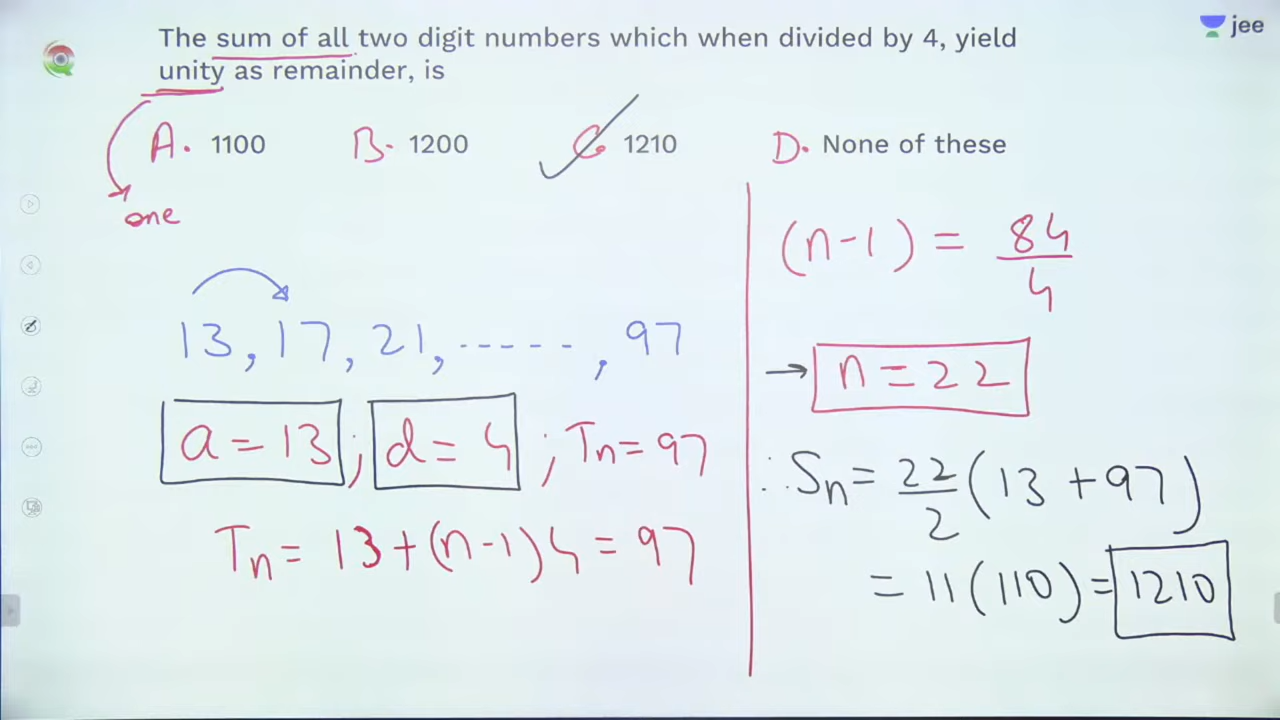 The sum of all two digit numbers which when divided by 4, yield
unity as remainder, is
jee
A. 1100 B. 1200 C. 1210 D. None of these
one
13, 17, 21, ------, 97
a = 13 ; d = 4 ; Tn = 97
Tn = 13 + (n-1) 4 = 97
(n-1) = 84/4
→ n = 22
∴ Sn = 22/2 (13 + 97)
= 11 (110) = 1210